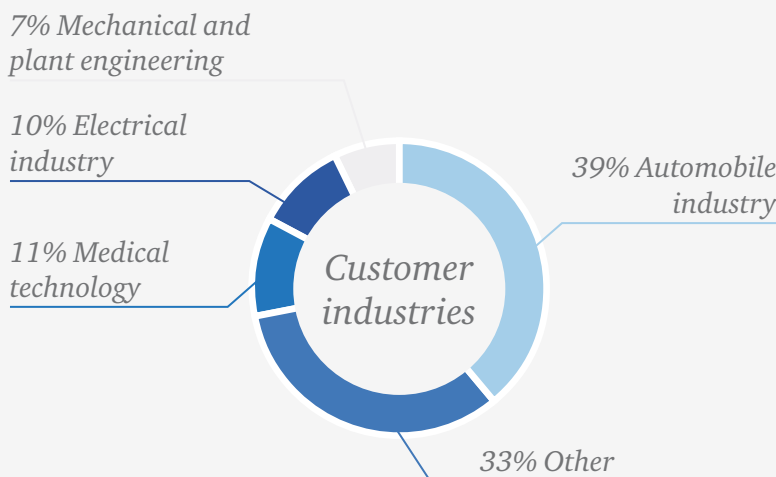 7% Mechanical and
plant engineering
10% Electrical
industry
39% Automobile
industry
11% Medical
technology
Customer
industries
33% Other